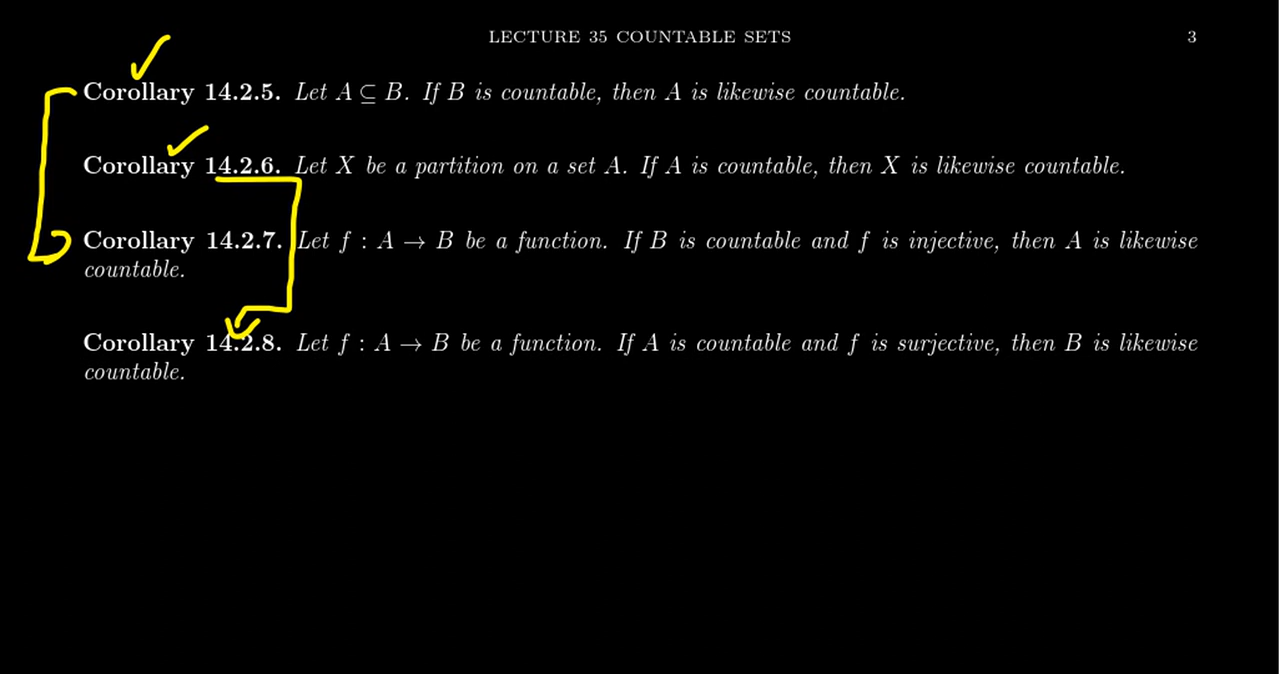 LECTURE 35 COUNTABLE SETS 3
Corollary 14.2.5. Let A ⊆ B. If B is countable, then A is likewise countable.
Corollary 14.2.6. Let X be a partition on a set A. If A is countable, then X is likewise countable.
Corollary 14.2.7. Let f : A → B be a function. If B is countable and f is injective, then A is likewise
countable.
Corollary 14.2.8. Let f : A → B be a function. If A is countable and f is surjective, then B is likewise
countable.